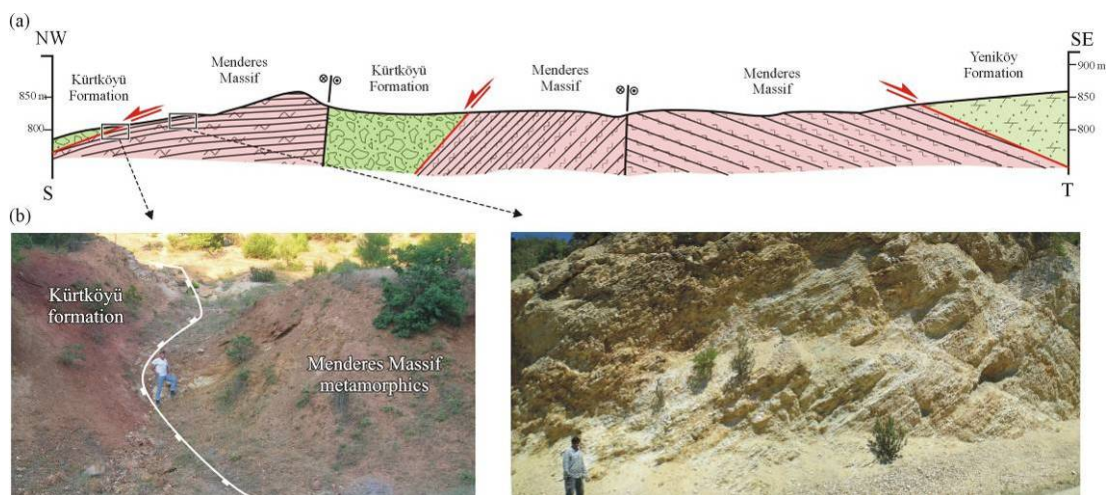 (a)
NW
SE
Kürtköyü
Formation
Menderes
Massif
Kürtköyü
Formation
Menderes
Massif
Menderes
Massif
Yeniköy
Formation
850 m
800
900 m
850
800
S
T
(b)
Kürtköyü
formation
Menderes Massif
metamorphics